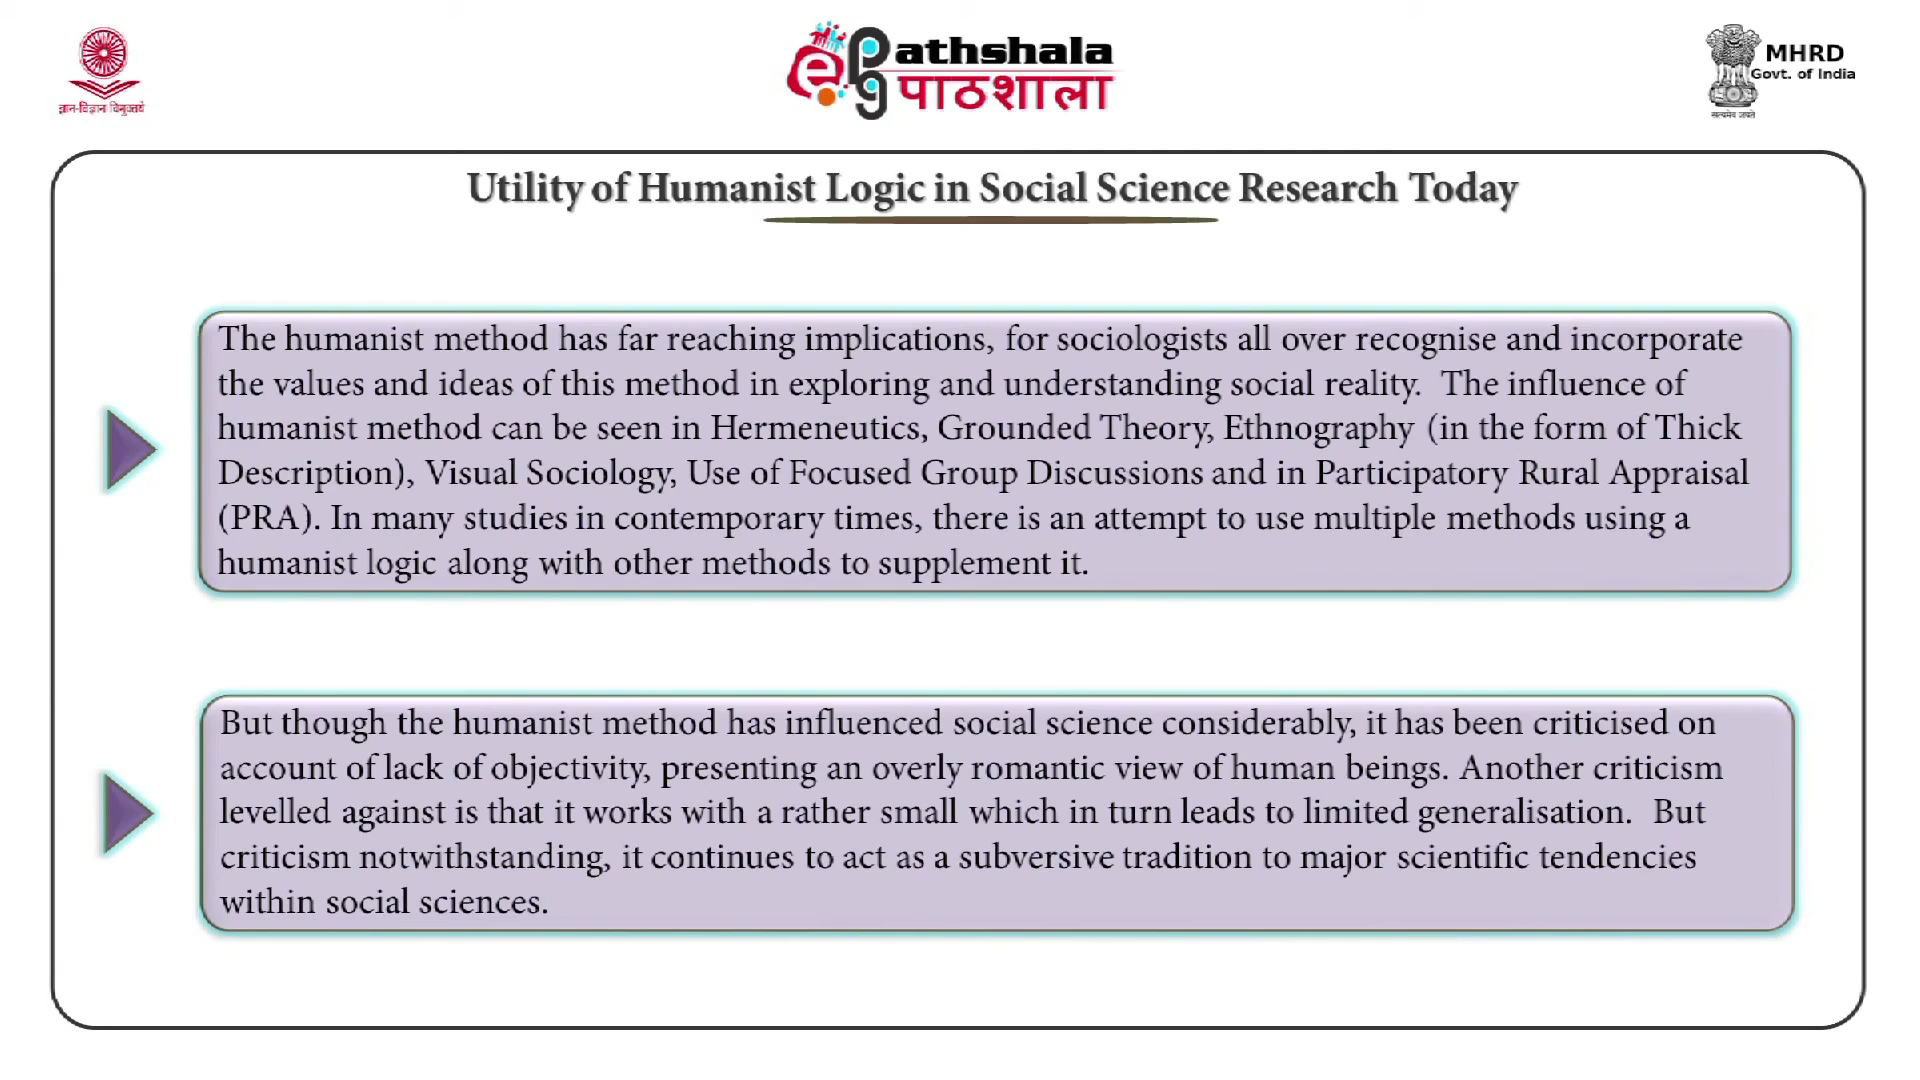 ज्ञान-विज्ञान विमुक्तये
e pg athshala
पाठशाला
MHRD
Govt. of India
सत्यमेव जयते
Utility of Humanist Logic in Social Science Research Today
The humanist method has far reaching implications, for sociologists all over recognise and incorporate
the values and ideas of this method in exploring and understanding social reality. The influence of
humanist method can be seen in Hermeneutics, Grounded Theory, Ethnography (in the form of Thick
Description), Visual Sociology, Use of Focused Group Discussions and in Participatory Rural Appraisal
(PRA). In many studies in contemporary times, there is an attempt to use multiple methods using a
humanist logic along with other methods to supplement it.
But though the humanist method has influenced social science considerably, it has been criticised on
account of lack of objectivity, presenting an overly romantic view of human beings. Another criticism
levelled against is that it works with a rather small which in turn leads to limited generalisation. But
criticism notwithstanding, it continues to act as a subversive tradition to major scientific tendencies
within social sciences.